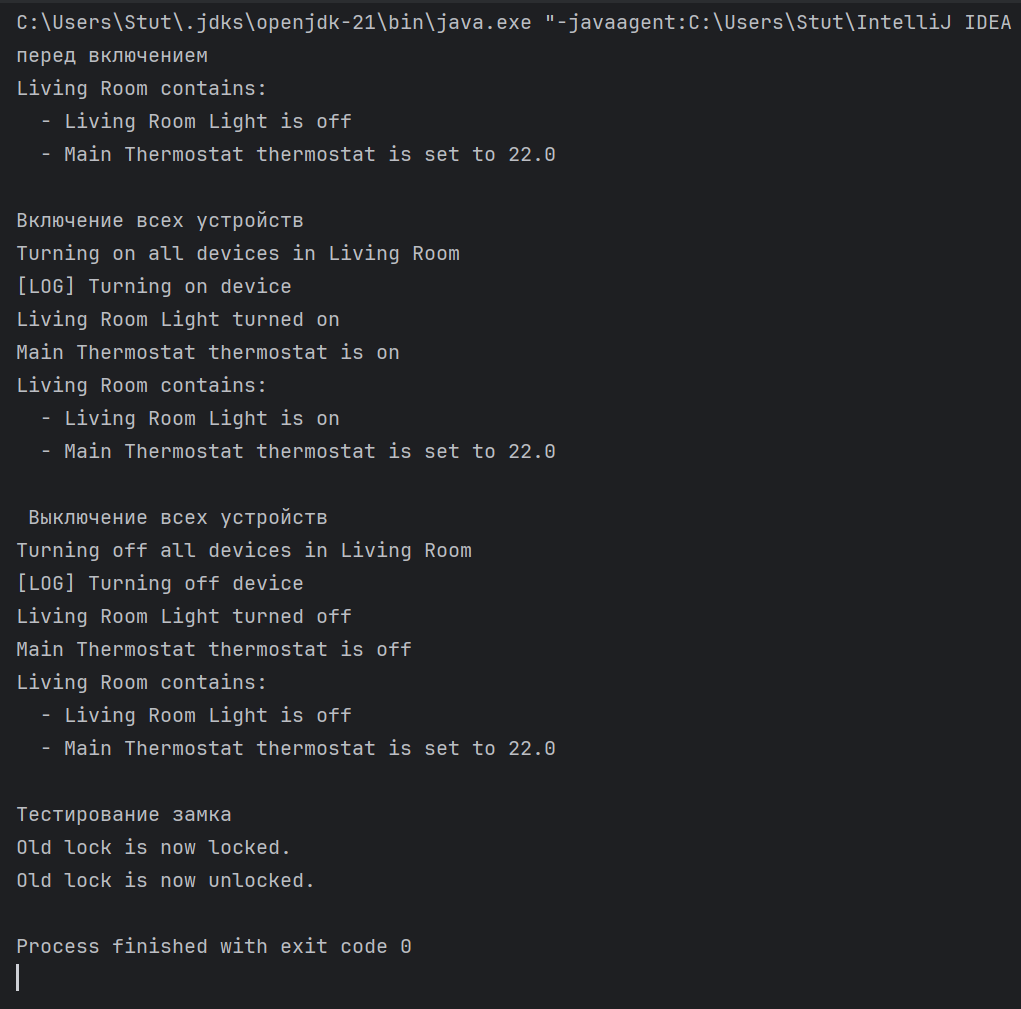 C:\Users\Stut\.jdks\openjdk-21\bin\java.exe "-javaagent:C:\Users\Stut\IntelliJ IDEA
перед включением
Living Room contains:
  - Living Room Light is off
  - Main Thermostat thermostat is set to 22.0
Включение всех устройств
Turning on all devices in Living Room
[LOG] Turning on device
Living Room Light turned on
Main Thermostat thermostat is on
Living Room contains:
  - Living Room Light is on
  - Main Thermostat thermostat is set to 22.0
 Выключение всех устройств
Turning off all devices in Living Room
[LOG] Turning off device
Living Room Light turned off
Main Thermostat thermostat is off
Living Room contains:
  - Living Room Light is off
  - Main Thermostat thermostat is set to 22.0
Тестирование замка
Old lock is now locked.
Old lock is now unlocked.
Process finished with exit code 0